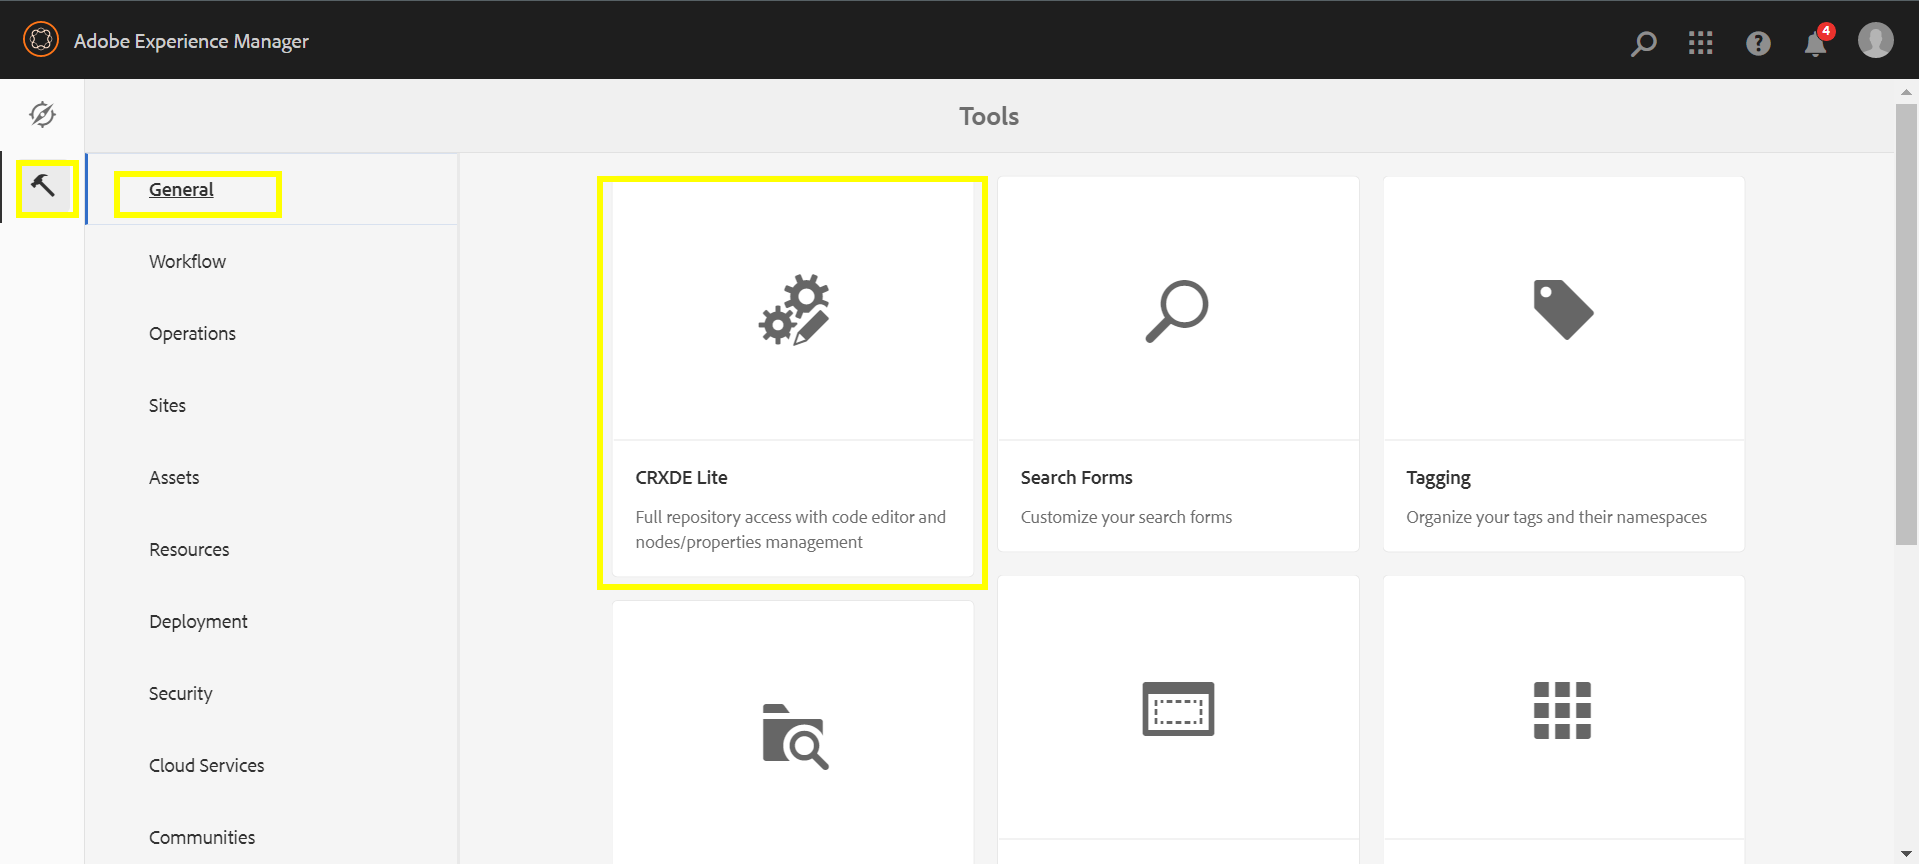 Adobe Experience Manager
4
Tools
General
Workflow
Operations
Sites
Assets
Resources
Deployment
Security
Cloud Services
Communities
CRXDE Lite
Full repository access with code editor and
nodes/properties management
Search Forms
Customize your search forms
Tagging
Organize your tags and their namespaces